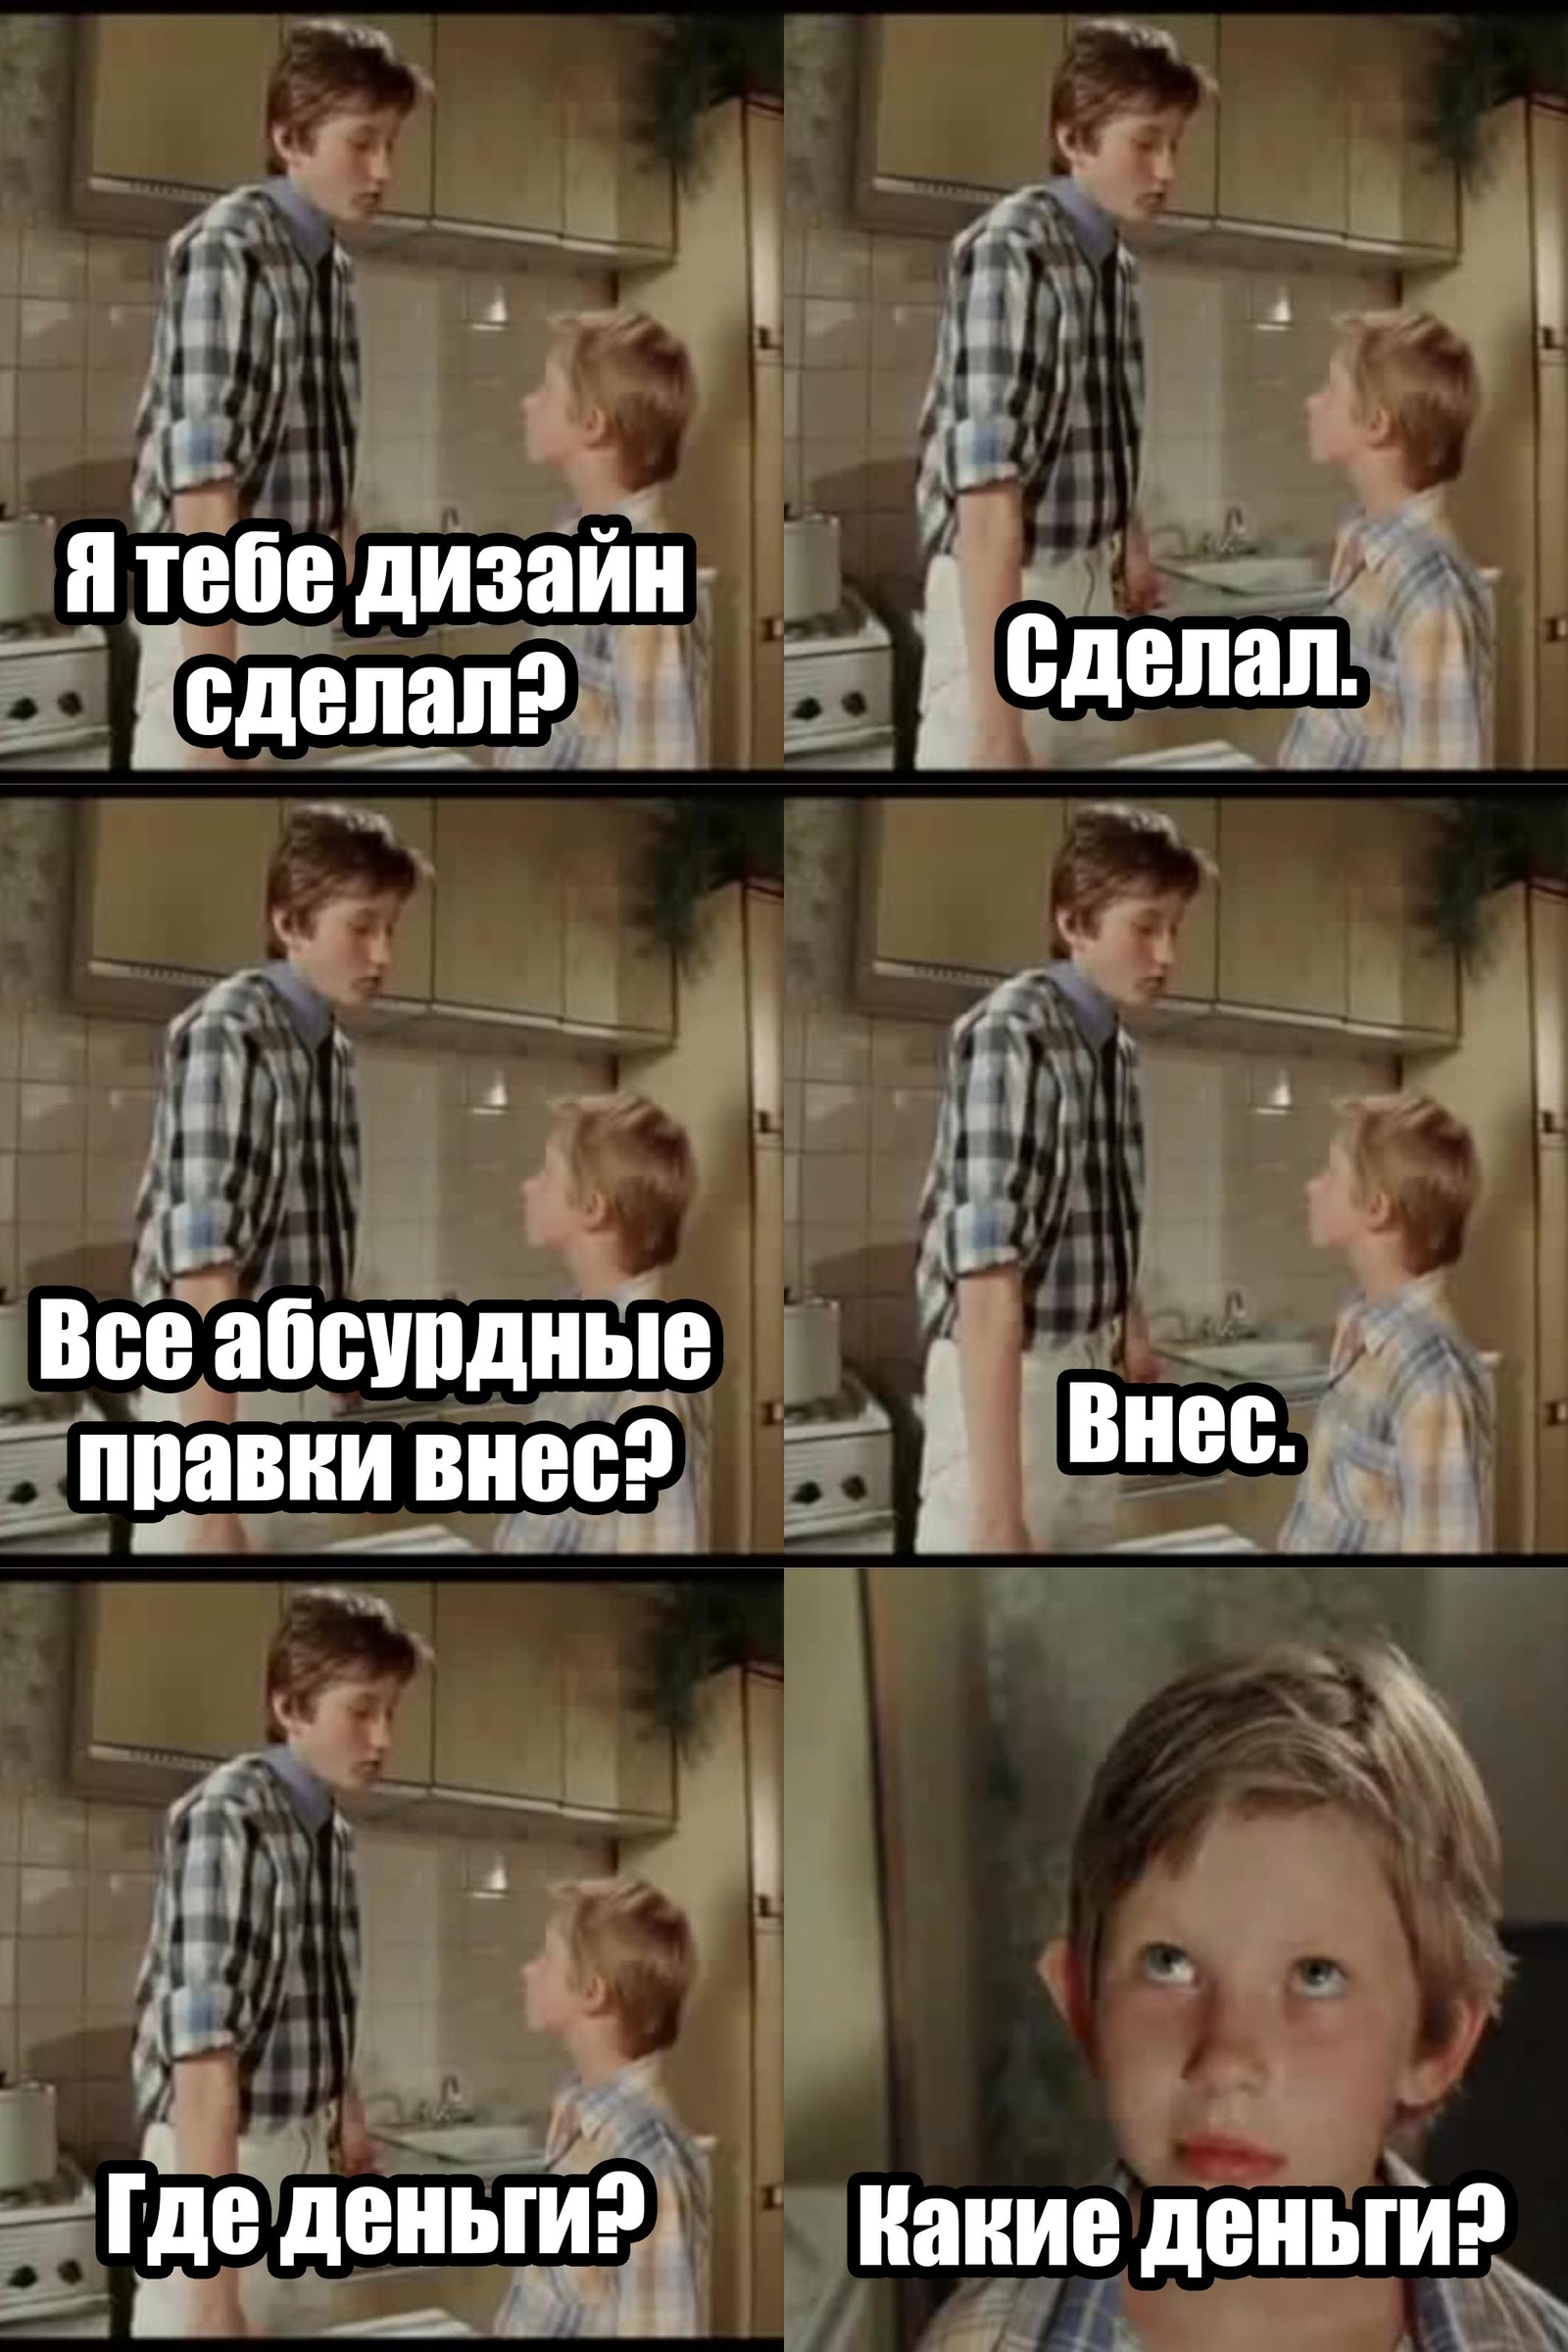 Я тебе дизайн
сделал?
Сделал.
Все абсурдные
правки внес?
Внес.
Где деньги?
Какие деньги?